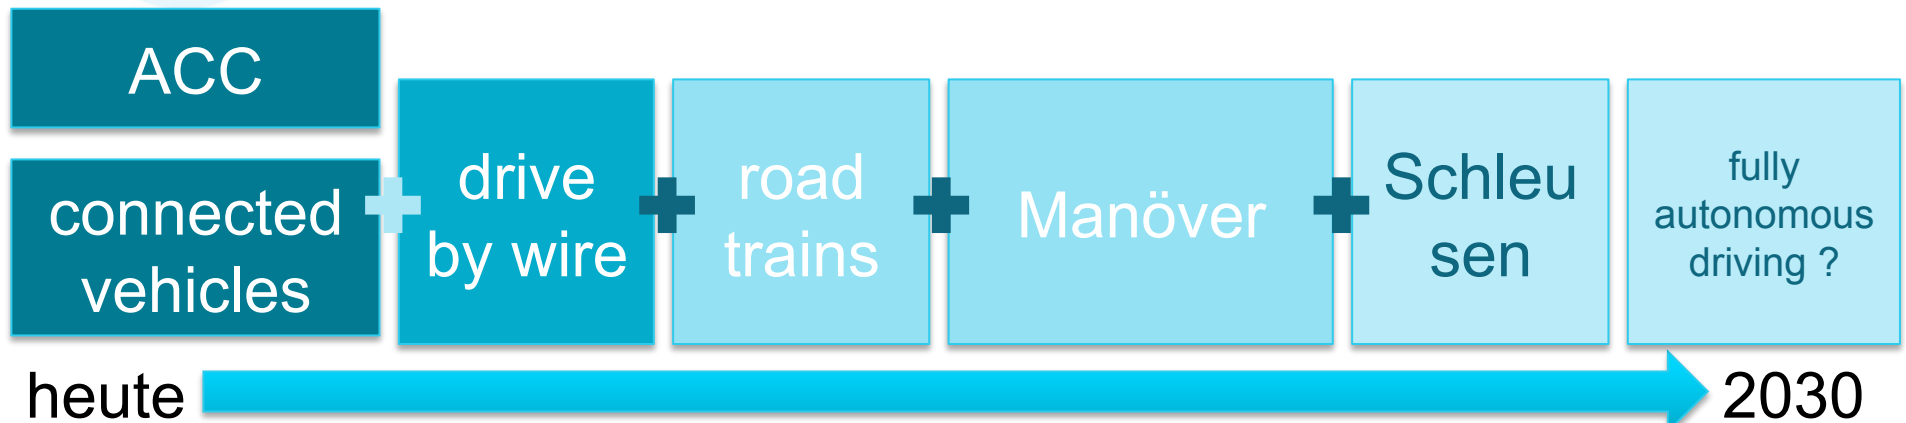 ACC
connected
vehicles
drive
by wire
road
trains
Manöver
Schleu
sen
fully
autonomous
driving ?
heute
2030